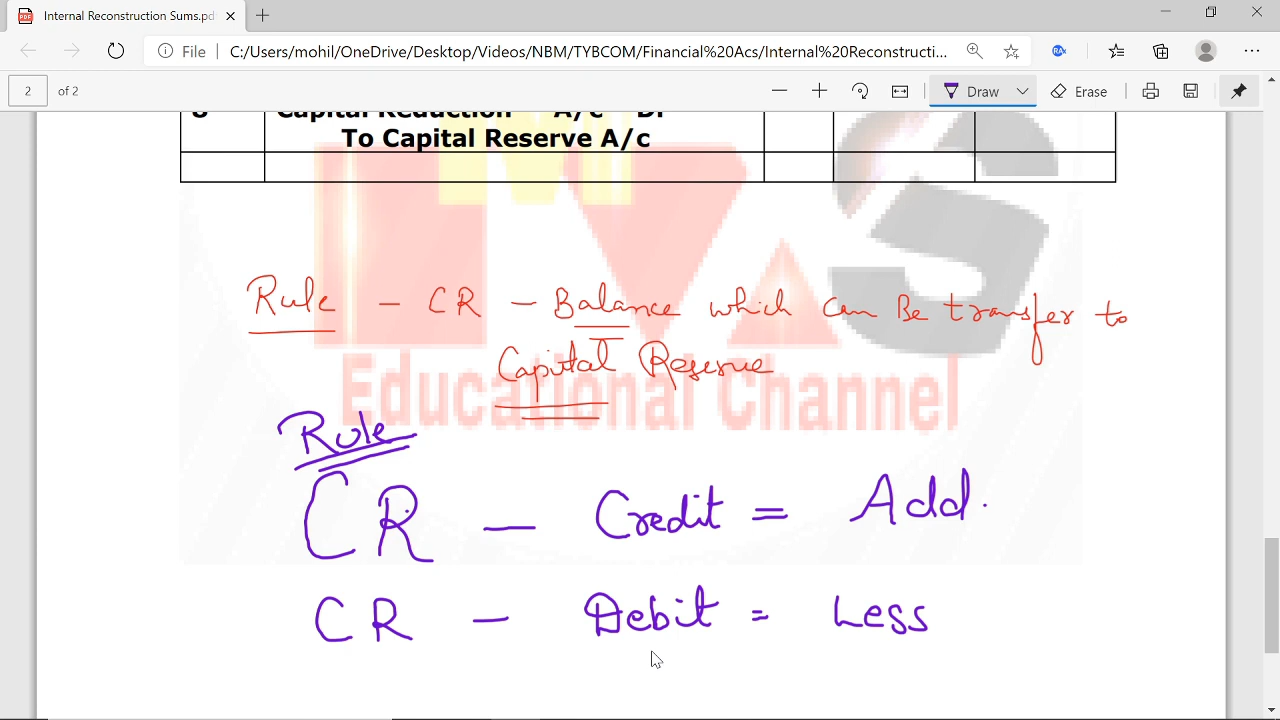 Internal Reconstruction Sums.pd
File C:/Users/mohil/OneDrive/Desktop/Videos/NBM/TYBCOM/Financial%20Acs/Internal%20Reconstructi...
2 of 2 Draw Erase
8 Capital Reduction A/c Dr
To Capital Reserve A/c
Rule - CR - Balance which can Be transfer to
Capital Reserve
Educational Channel
Rule
CR - Credit = Add.
CR - Debit = Less